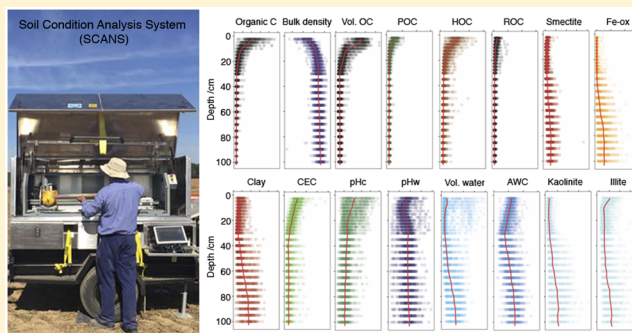 Soil Condition Analysis System
(SCANS)
Organic C Bulk density Vol. OC POC HOC ROC Smectite Fe-ox
Depth /cm
0
20
40
60
80
100
Clay CEC pHc pHw Vol. water AWC Kaolinite Illite
Depth /cm
0
20
40
60
80
100